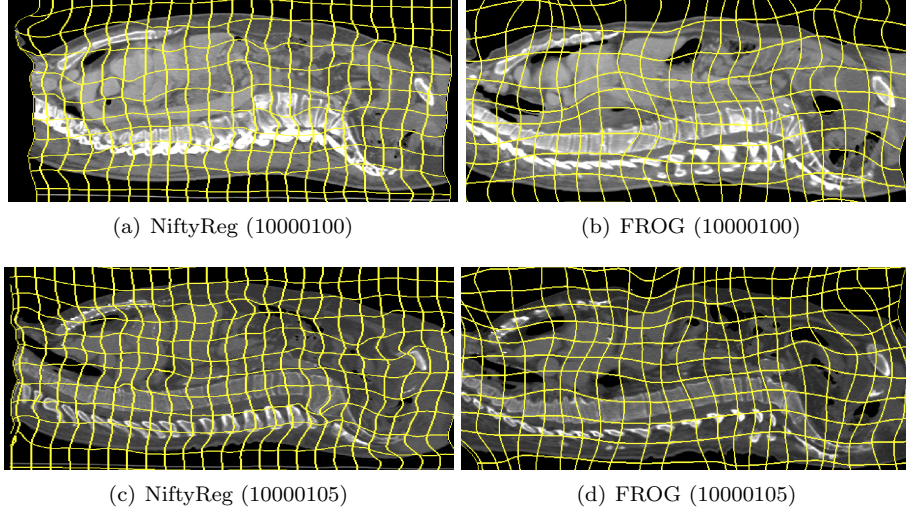 (a) NiftyReg (10000100)
(b) FROG (10000100)
(c) NiftyReg (10000105)
(d) FROG (10000105)